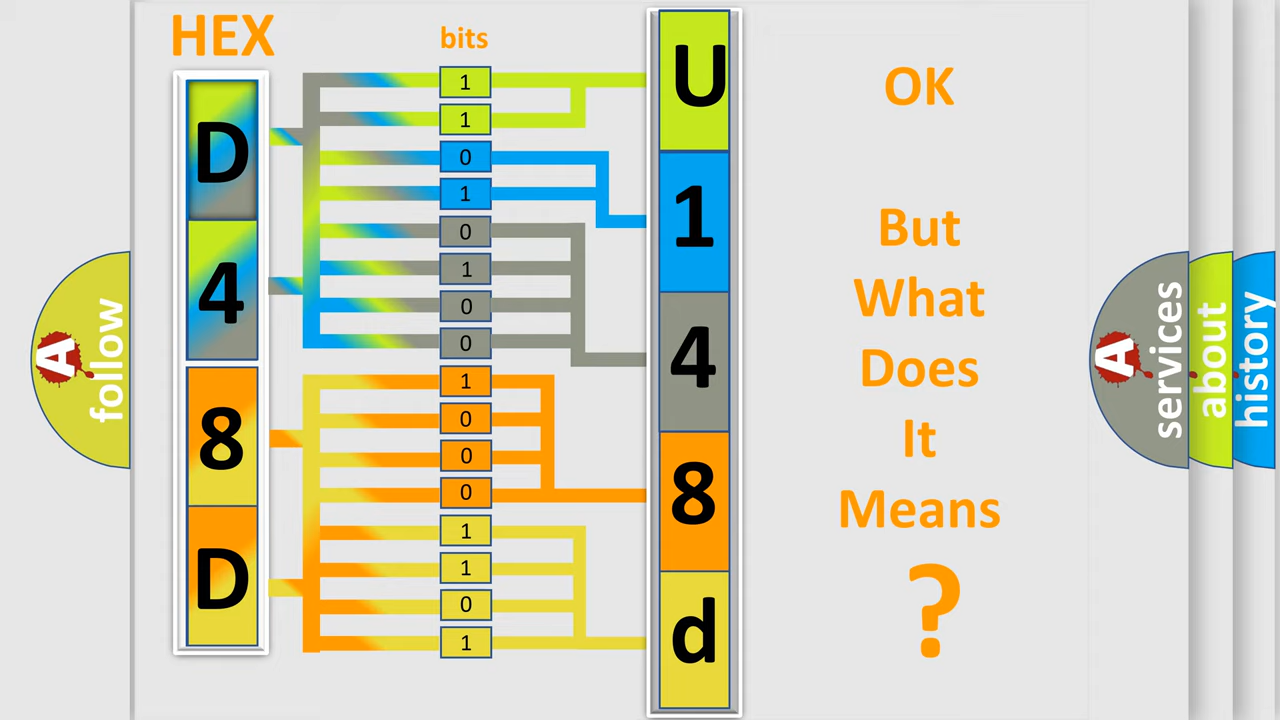 HEX
bits
D
4
8
D
1
1
0
1
0
1
0
0
1
0
0
0
1
1
0
1
U
1
4
8
d
OK
But
What
Does
It
Means
?
A
follow
A
services
about
history